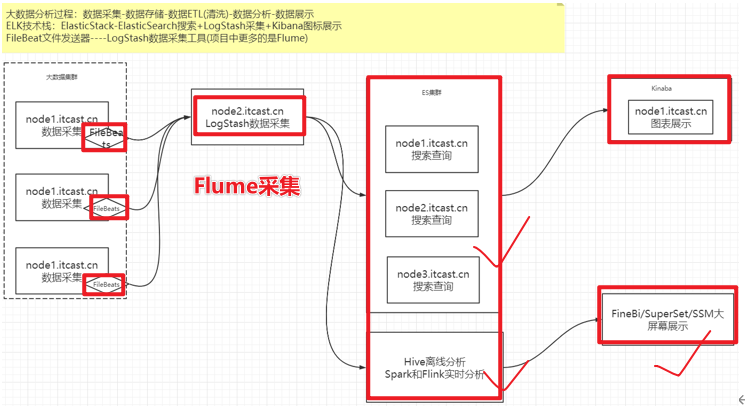 大数据分析过程：数据采集-数据存储-数据ETL(清洗)-数据分析-数据展示
ELK技术栈：ElasticStack-ElasticSearch搜索+LogStash采集+Kibana图标展示
FileBeat文件发送器----LogStash数据采集工具(项目中更多的是Flume)
大数据集群
node1.itcast.cn
数据采集
FileBea
ts
node1.itcast.cn
数据采集
FileBeats
node1.itcast.cn
数据采集
FileBeats
node2.itcast.cn
LogStash数据采集
Flume采集
ES集群
node1.itcast.cn
搜索查询
node2.itcast.cn
搜索查询
node3.itcast.cn
搜索查询
Hive离线分析
Spark和Flink实时分析
Kinaba
node1.itcast.cn
图表展示
FineBi/SuperSet/SSM大
屏幕展示